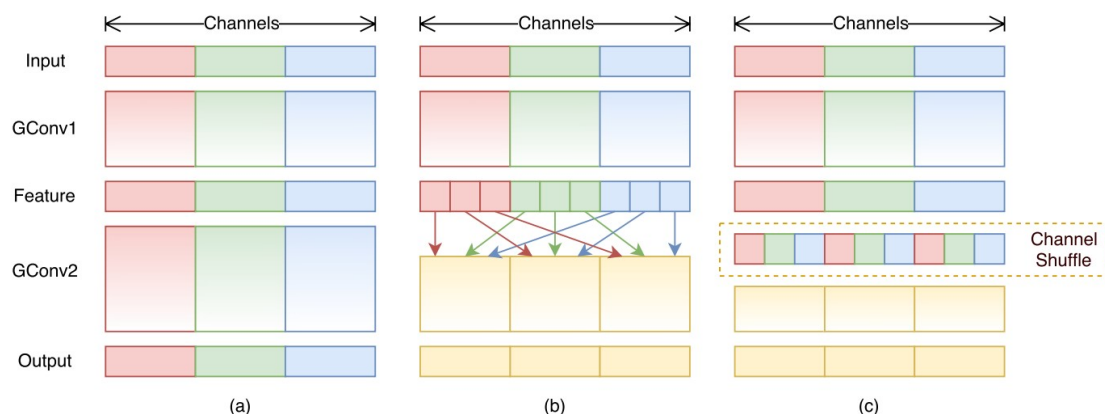 Channels Channels Channels
Input
GConv1
Feature
GConv2
Channel
Shuffle
Output
(a) (b) (c)